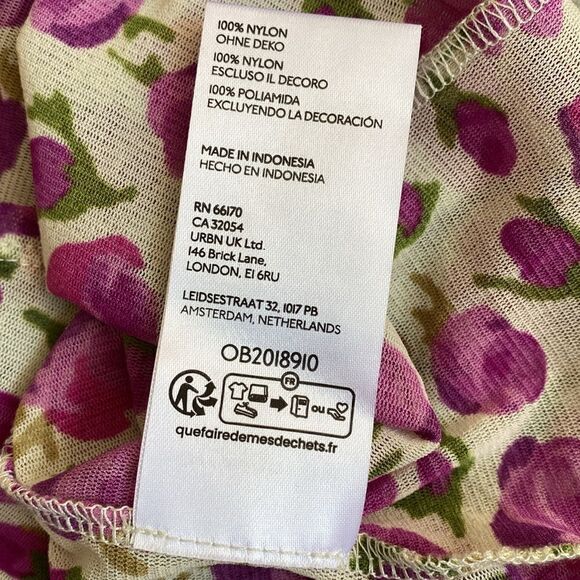 100% NYLON
OHNE DEKO
100% NYLON
ESCLUSO IL DECORO
100% POLIAMIDA
EXCLUYENDO LA DECORACIÓN
MADE IN INDONESIA
HECHO EN INDONESIA
RN 66170
CA 32054
URBN UK Ltd.
146 Brick Lane,
LONDON, E1 6RU
LEIDSESTRAAT 32, 1017 PB
AMSTERDAM, NETHERLANDS
OB2018910
FR
ou
quefairedemesdechets.fr